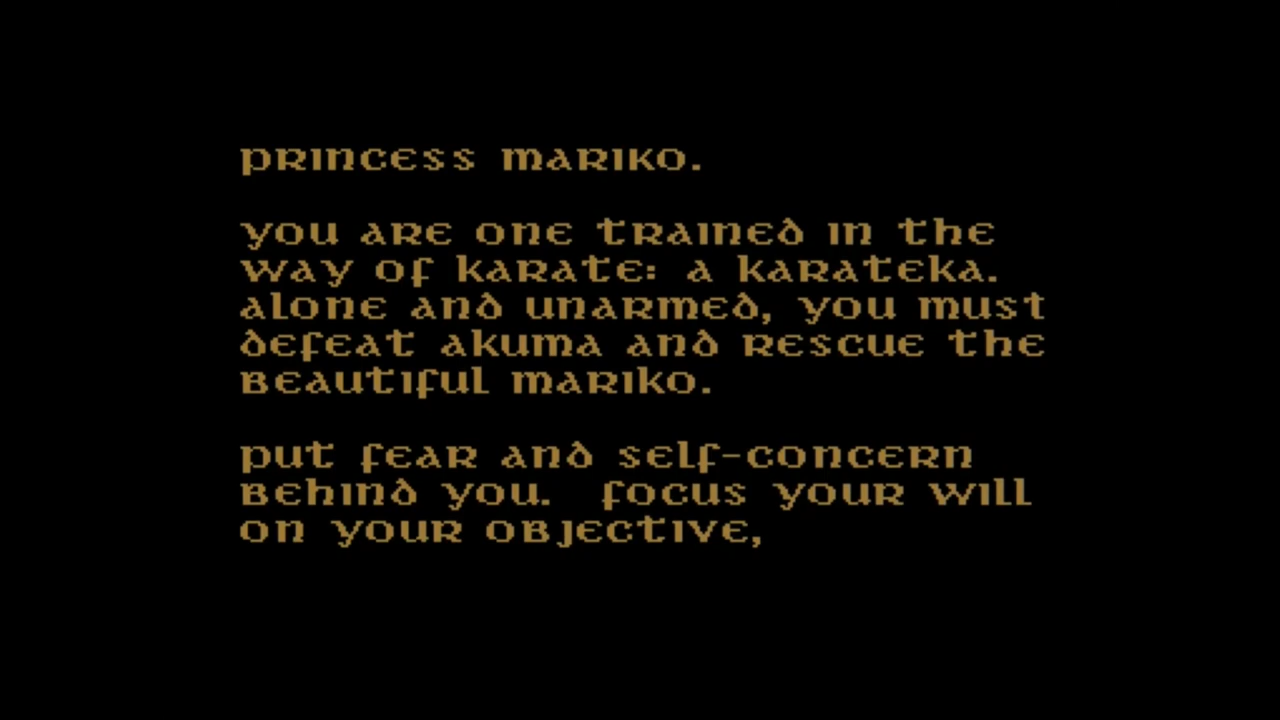 princess mariko.
you are one trained in the
way of karate: a karateka.
alone and unarmed, you must
defeat akuma and rescue the
beautiful mariko.
put fear and self-concern
behind you.  focus your will
on your objective,